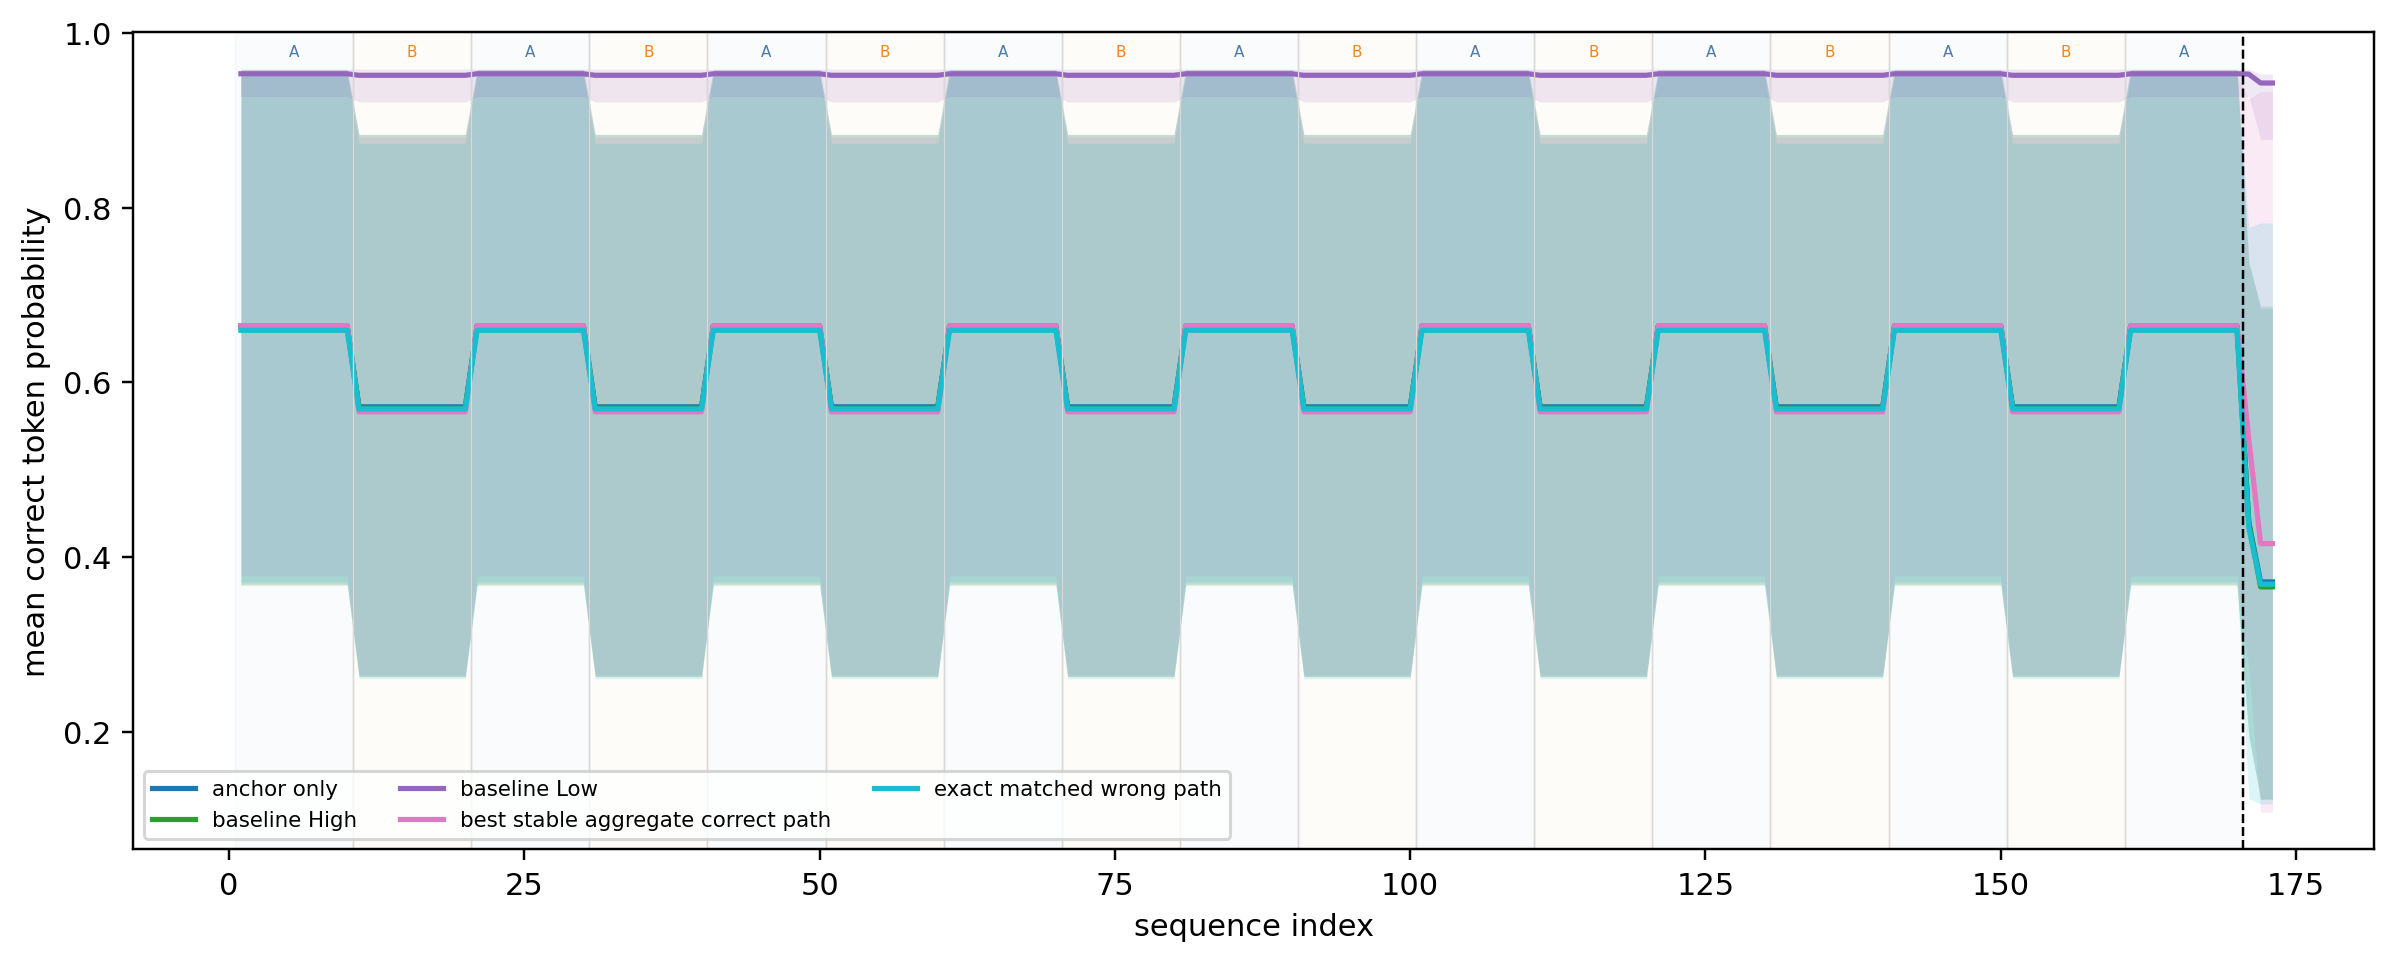 A B A B A B A B A B A B A B A B A
mean correct token probability
1.0
0.8
0.6
0.4
0.2
anchor only
baseline High
baseline Low
best stable aggregate correct path
exact matched wrong path
0 25 50 75 100 125 150 175
sequence index